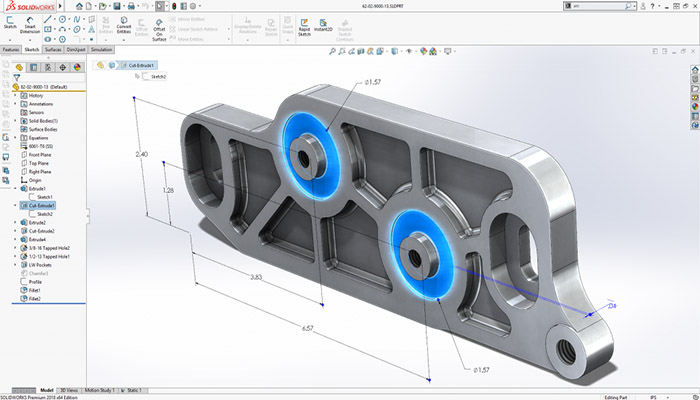 SOLIDWORKS
62-02-9000-13.SLDPRT
Sketch
Smart
Dimension
Trim
Entities
Convert
Entities
Offset
Entities
Offset
On
Surface
Mirror Entities
Linear Sketch Pattern
Move Entities
Display/Delete
Relations
Repair
Sketch
Quick
Snaps
Rapid
Sketch
Instant2D
Shaded
Sketch
Contours
Features
Sketch
Surfaces
DimXpert
Simulation
62-02-9000-13 (Default)
History
Annotations
Sensors
Solid Bodies(1)
Surface Bodies
Equations
6061-T6 (SS)
Front Plane
Top Plane
Right Plane
Origin
Extrude1
Sketch1
Cut-Extrude1
Sketch2
Extrude2
Cut-Extrude2
Extrude4
3/8-16 Tapped Hole2
1/2-13 Tapped Hole1
LW Pockets
Chamfer1
Profile
Fillet1
Fillet2
Cut-Extrude1
Sketch2
⌀1.57
2.40
1.26
3.83
6.57
⌀1.57
Model
3D Views
Motion Study 1
Static 1
SOLIDWORKS Premium 2018 x64 Edition
Editing Part
IPS